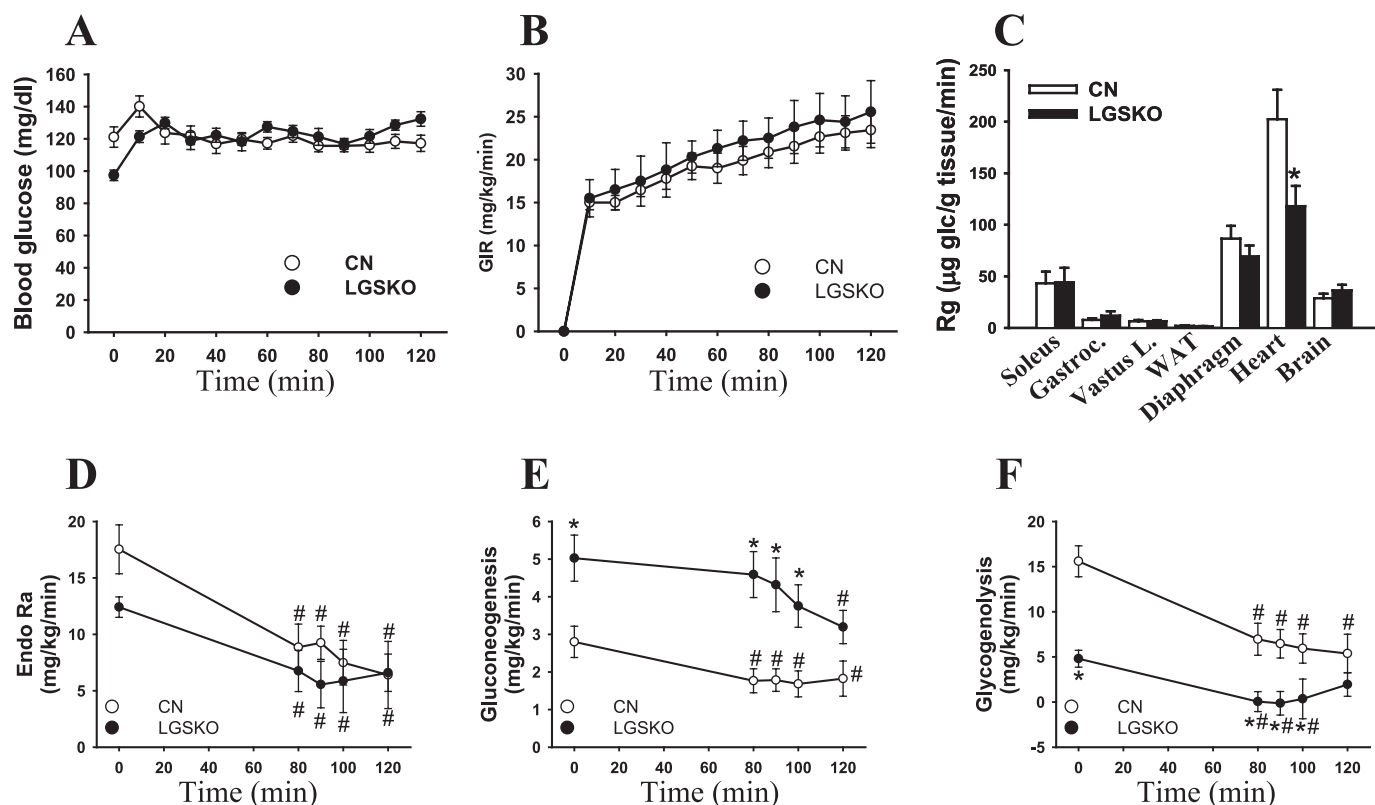 A
Blood glucose (mg/dl)
160
140
120
100
80
60
40
20
0
CN
LGSKO
0 20 40 60 80 100 120
Time (min)
B
GIR (mg/kg/min)
30
25
20
15
10
5
0
CN
LGSKO
0 20 40 60 80 100 120
Time (min)
C
Rg (µg glc/g tissue/min)
250
200
150
100
50
0
CN
LGSKO
*
Soleus
Gastroc.
Vastus L.
WAT
Diaphragm
Heart
Brain
D
Endo Ra
(mg/kg/min)
20
15
10
5
0
# # # #
# # # #
CN
LGSKO
0 20 40 60 80 100 120
Time (min)
E
Gluconeogenesis
(mg/kg/min)
6
5
4
3
2
1
0
* * * * #
# # # #
CN
LGSKO
0 20 40 60 80 100 120
Time (min)
F
Glycogenolysis
(mg/kg/min)
20
15
10
5
0
-5
# # # #
*
*# *# *#
CN
LGSKO
0 20 40 60 80 100 120
Time (min)